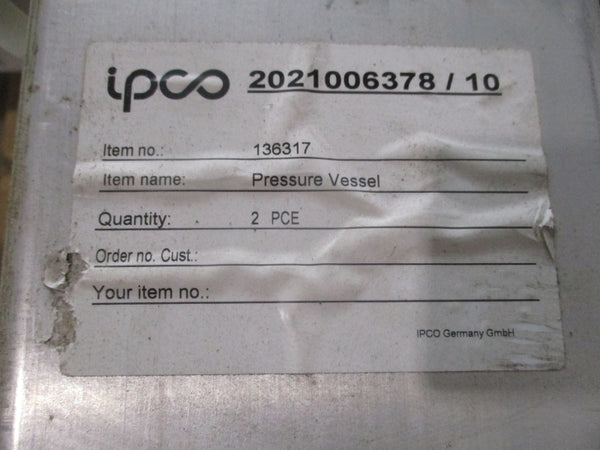 ipco 2021006378 / 10
Item no.: 136317
Item name: Pressure Vessel
Quantity: 2 PCE
Order no. Cust.:
Your item no.:
IPCO Germany GmbH